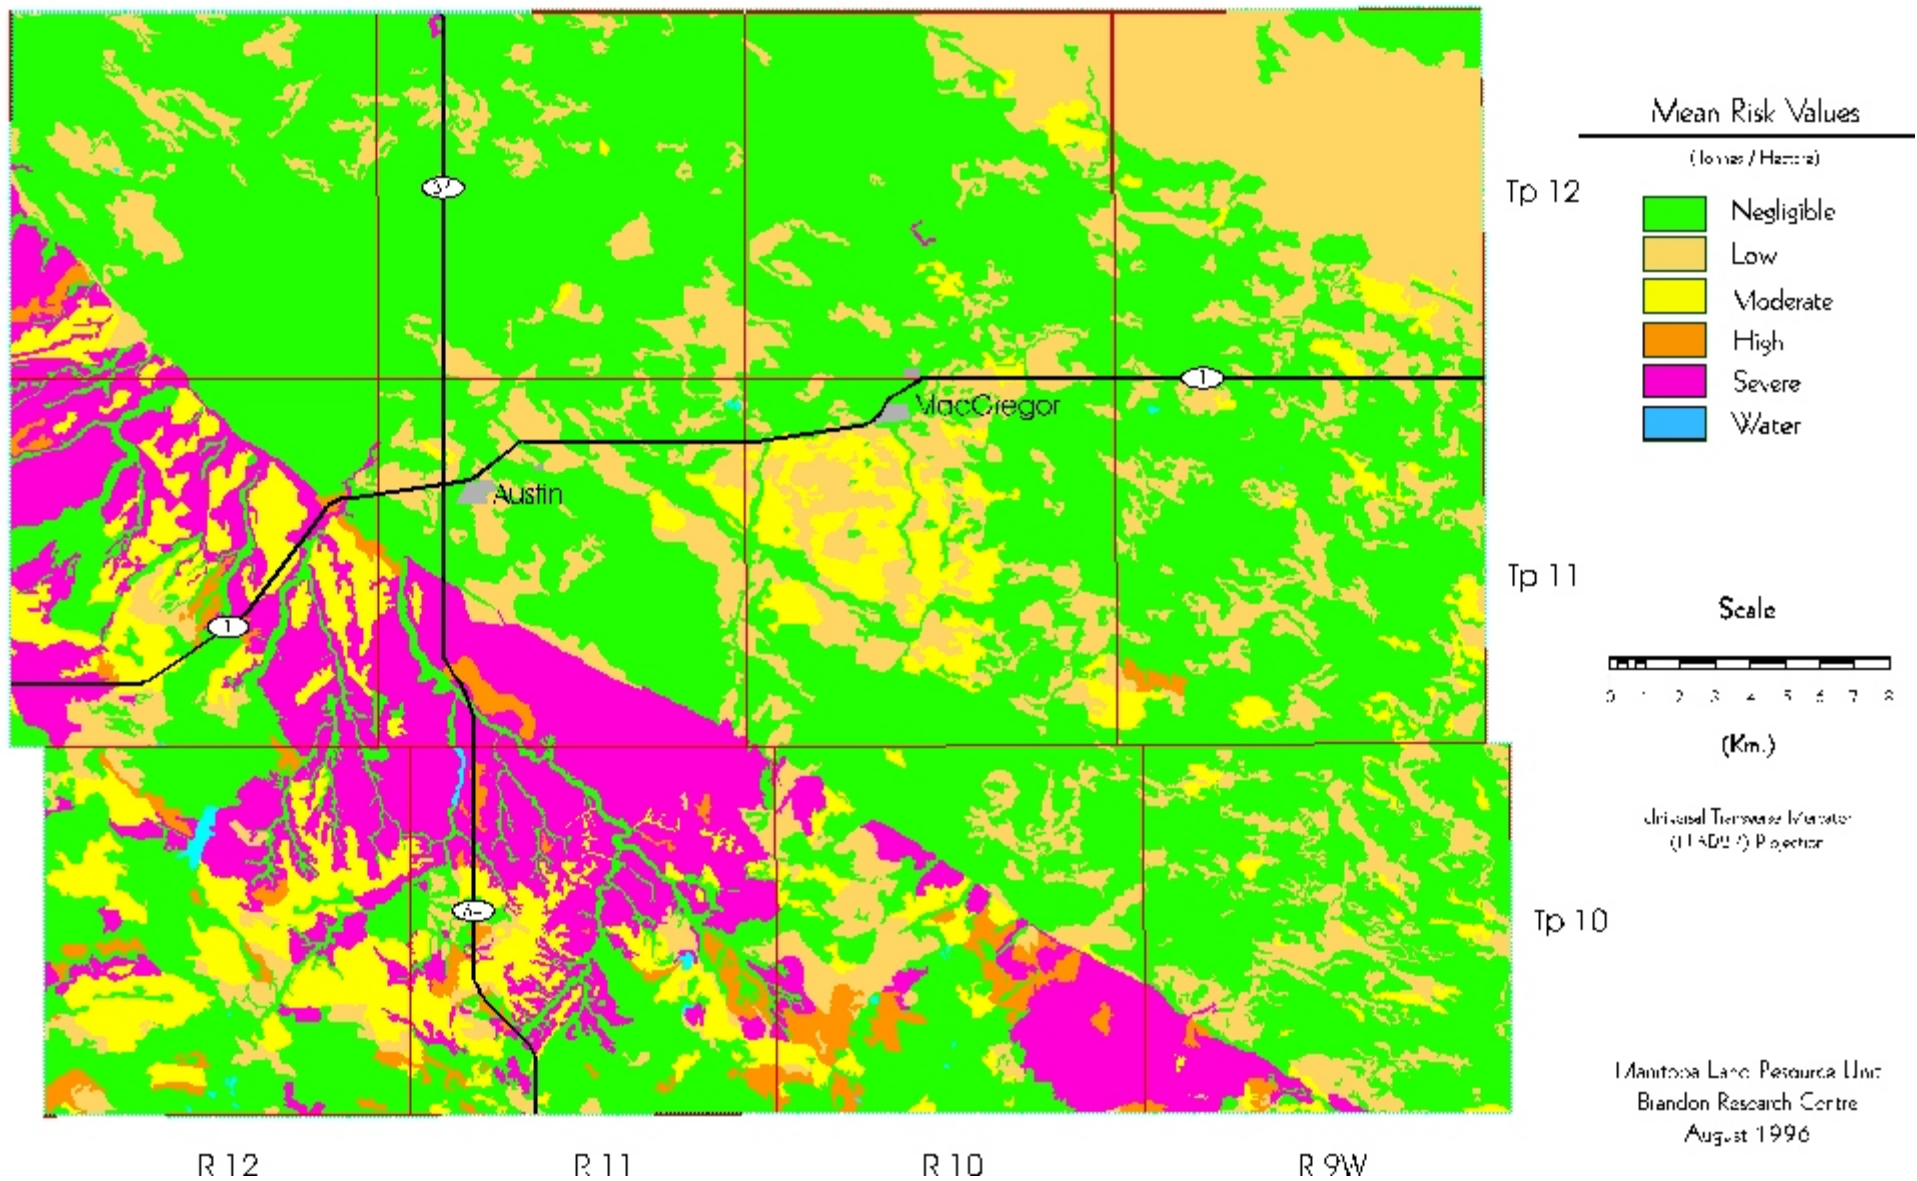 Mean Risk Values
Negligible
Low
Moderate
High
Severe
Water
Tp 12
Tp 11
Tp 10
MacGregor
Austin
1
1
Scale
0 1 2 3 4 5 6 7 8
(Km.)
Universal Transverse Mercator
Projection
Manitoba Land Resource Unit
Brandon Research Centre
August 1996
R 12
R 11
R 10
R 9W